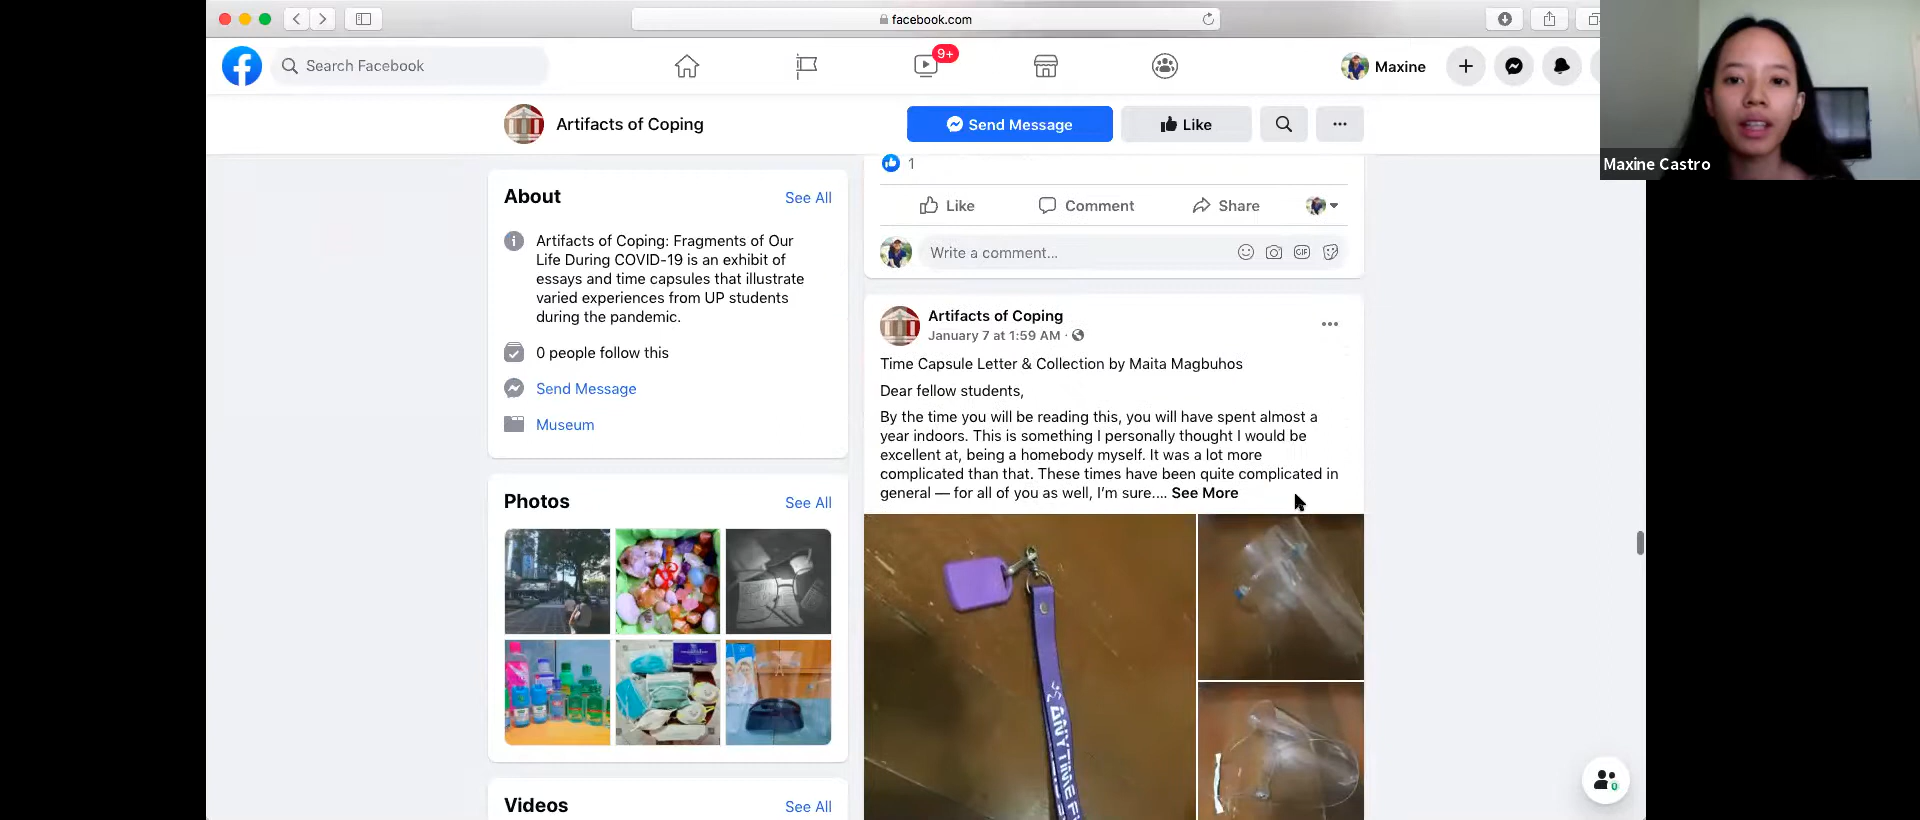 facebook.com
Search Facebook
9+
Maxine
Artifacts of Coping
Send Message
Like
Maxine Castro
1
Like
Comment
Share
Write a comment...
GIF
About
See All
Artifacts of Coping: Fragments of Our
Life During COVID-19 is an exhibit of
essays and time capsules that illustrate
varied experiences from UP students
during the pandemic.
0 people follow this
Send Message
Museum
Photos
See All
Videos
See All
Artifacts of Coping
January 7 at 1:59 AM ·
Time Capsule Letter & Collection by Maita Magbuhos
Dear fellow students,
By the time you will be reading this, you will have spent almost a
year indoors. This is something I personally thought I would be
excellent at, being a homebody myself. It was a lot more
complicated than that. These times have been quite complicated in
general — for all of you as well, I'm sure.... See More
ANYTIME F
0